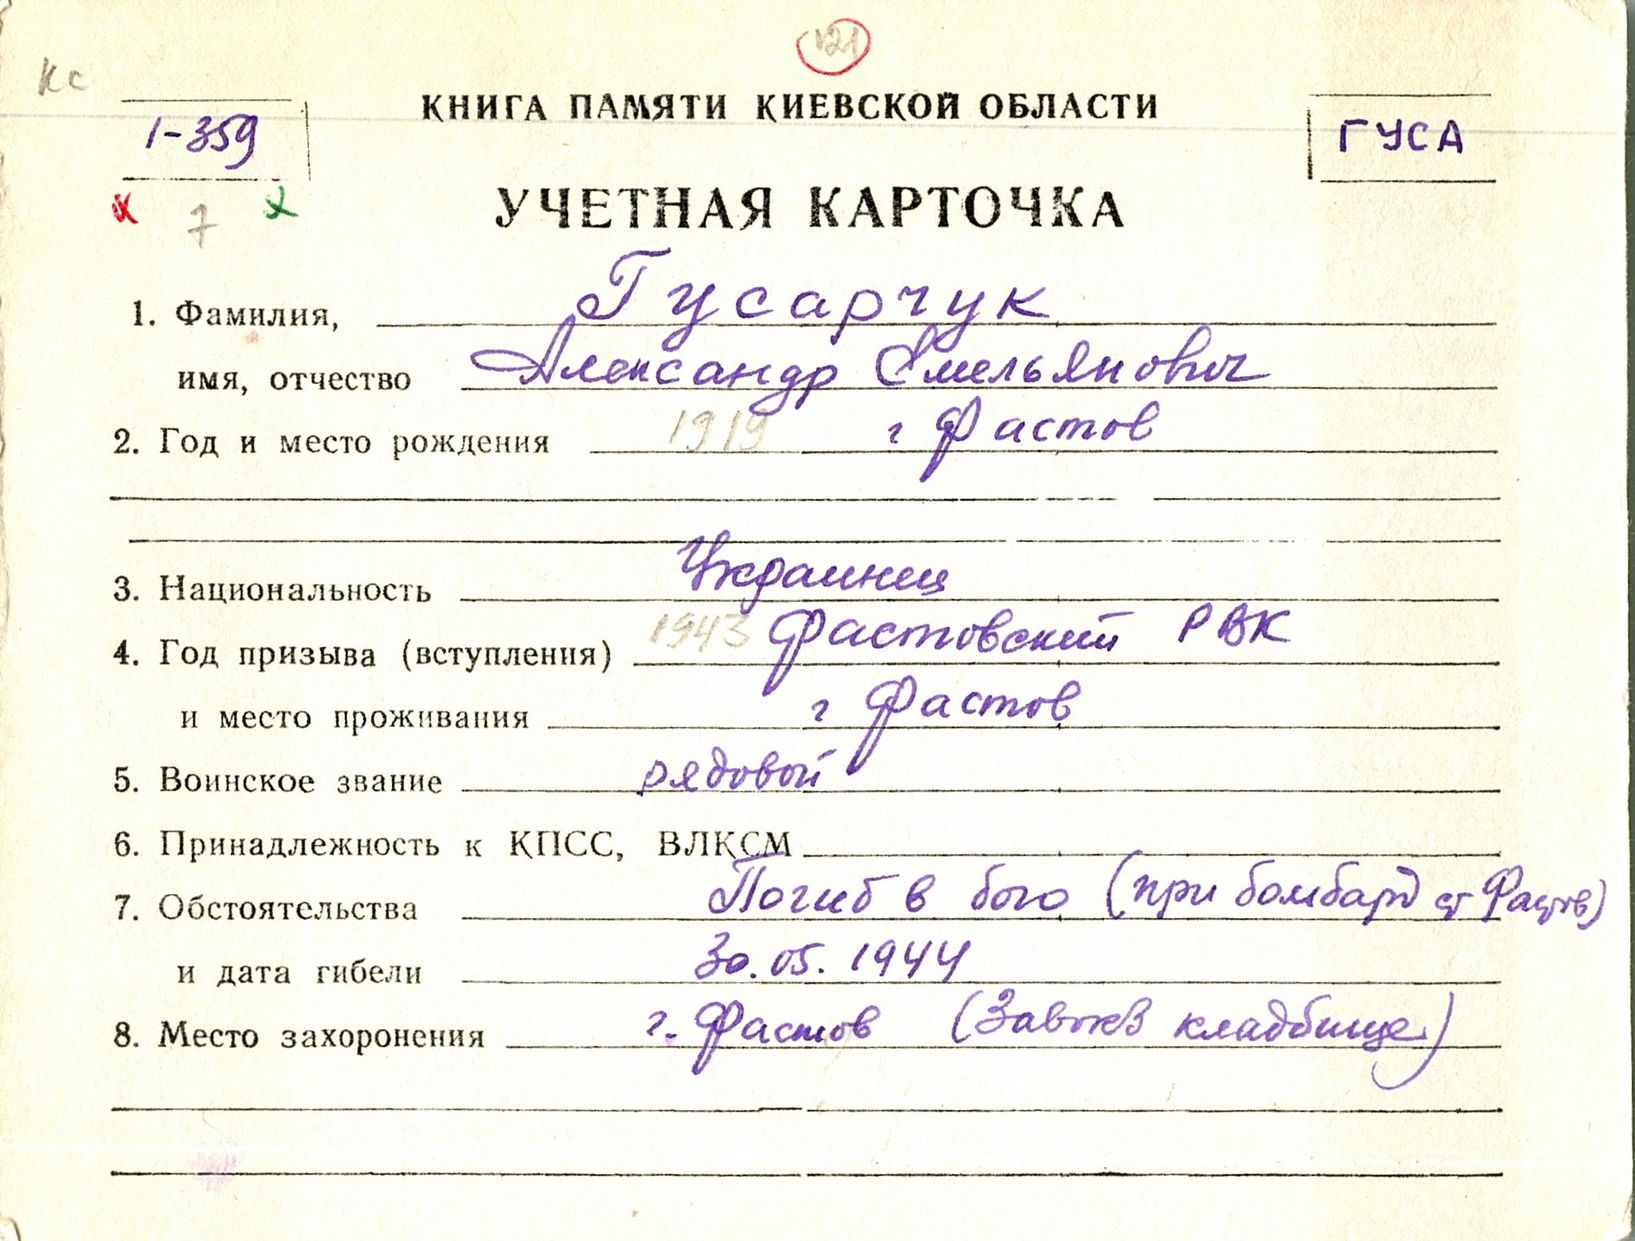 121
Кс
КНИГА ПАМЯТИ КИЕВСКОЙ ОБЛАСТИ
1-359
ГУСА
7
УЧЕТНАЯ КАРТОЧКА
1. Фамилия, Гусарчук
имя, отчество Александр Емельянович
2. Год и место рождения 1919 г Фастов
3. Национальность Украинец
4. Год призыва (вступления) 1943 Фастовский РВК
и место проживания г Фастов
5. Воинское звание рядовой
6. Принадлежность к КПСС, ВЛКСМ
7. Обстоятельства Погиб в бою (при бомбард ст Фастов)
и дата гибели 30.05.1944
8. Место захоронения г. Фастов (Завокз кладбище)